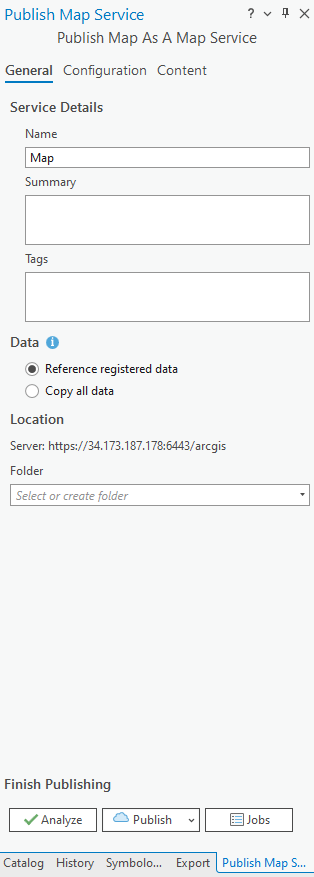 Publish Map Service
Publish Map As A Map Service
General Configuration Content
Service Details
Name
Map
Summary
Tags
Data
Reference registered data
Copy all data
Location
Server: https://34.173.187.178:6443/arcgis
Folder
Select or create folder
Finish Publishing
Analyze Publish Jobs
Catalog History Symbolo... Export Publish Map S...